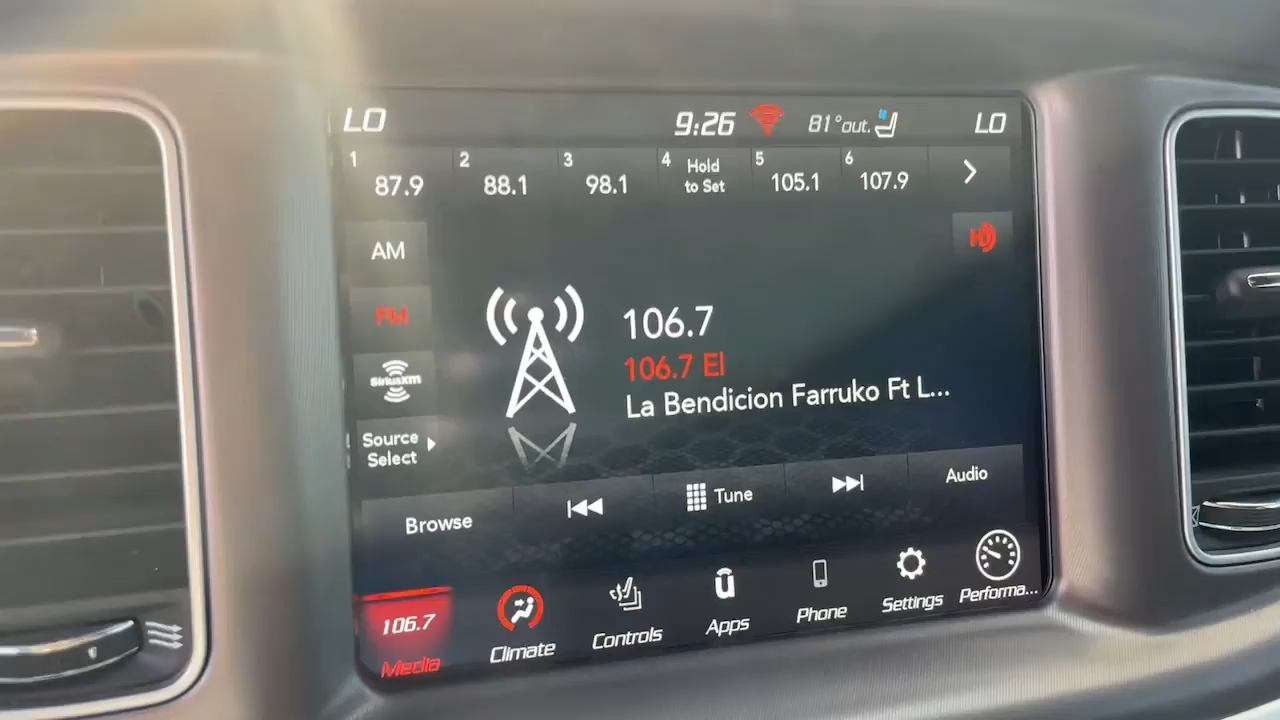 LO 9:26 81°out. LO
1 87.9
2 88.1
3 98.1
4 Hold
to Set
5 105.1
6 107.9
AM
HD
FM
106.7
106.7 El
SiriusXM
La Bendicion Farruko Ft L...
Source
Select
Browse
Tune
Audio
106.7
Media
Climate
Controls
Apps
Phone
Settings
Performa...